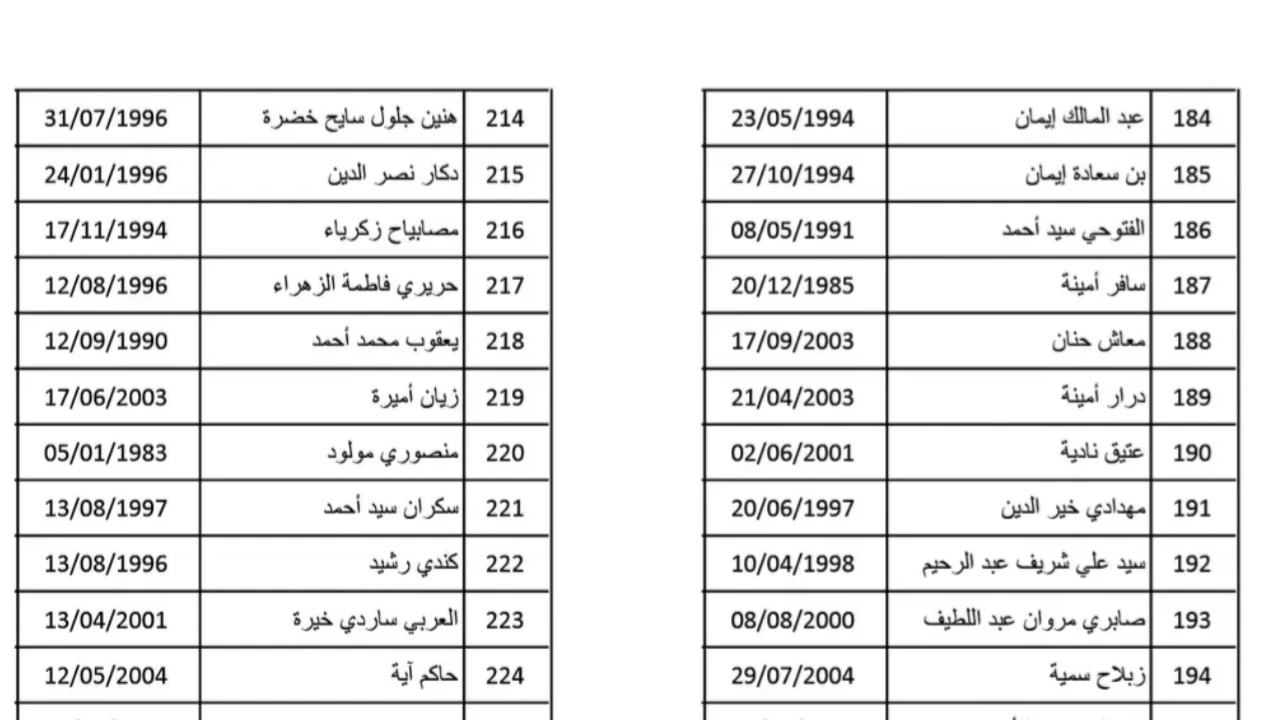 184 عبد المالك إيمان 23/05/1994
185 بن سعادة إيمان 27/10/1994
186 الفتوحي سيد أحمد 08/05/1991
187 سافر أمينة 20/12/1985
188 معاش حنان 17/09/2003
189 درار أمينة 21/04/2003
190 عتيق نادية 02/06/2001
191 مهدادي خير الدين 20/06/1997
192 سيد علي شريف عبد الرحيم 10/04/1998
193 صابري مروان عبد اللطيف 08/08/2000
194 زبلاح سمية 29/07/2004
214 هنين جلول سايح خضرة 31/07/1996
215 دكار نصر الدين 24/01/1996
216 مصابياح زكرياء 17/11/1994
217 حريري فاطمة الزهراء 12/08/1996
218 يعقوب محمد أحمد 12/09/1990
219 زيان أميرة 17/06/2003
220 منصوري مولود 05/01/1983
221 سكران سيد أحمد 13/08/1997
222 كندي رشيد 13/08/1996
223 العربي ساردي خيرة 13/04/2001
224 حاكم آية 12/05/2004